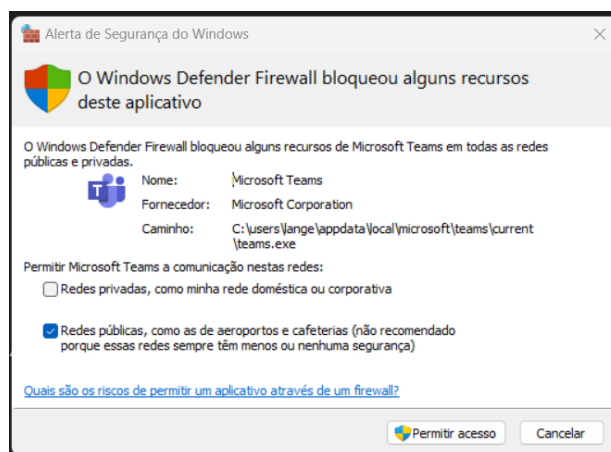 Alerta de Segurança do Windows
O Windows Defender Firewall bloqueou alguns recursos
deste aplicativo
O Windows Defender Firewall bloqueou alguns recursos de Microsoft Teams em todas as redes
públicas e privadas.
Nome: Microsoft Teams
Fornecedor: Microsoft Corporation
Caminho: C:\users\lange\appdata\local\microsoft\teams\current
\teams.exe
Permitir Microsoft Teams a comunicação nestas redes:
Redes privadas, como minha rede doméstica ou corporativa
Redes públicas, como as de aeroportos e cafeterias (não recomendado
porque essas redes sempre têm menos ou nenhuma segurança)
Quais são os riscos de permitir um aplicativo através de um firewall?
Permitir acesso Cancelar